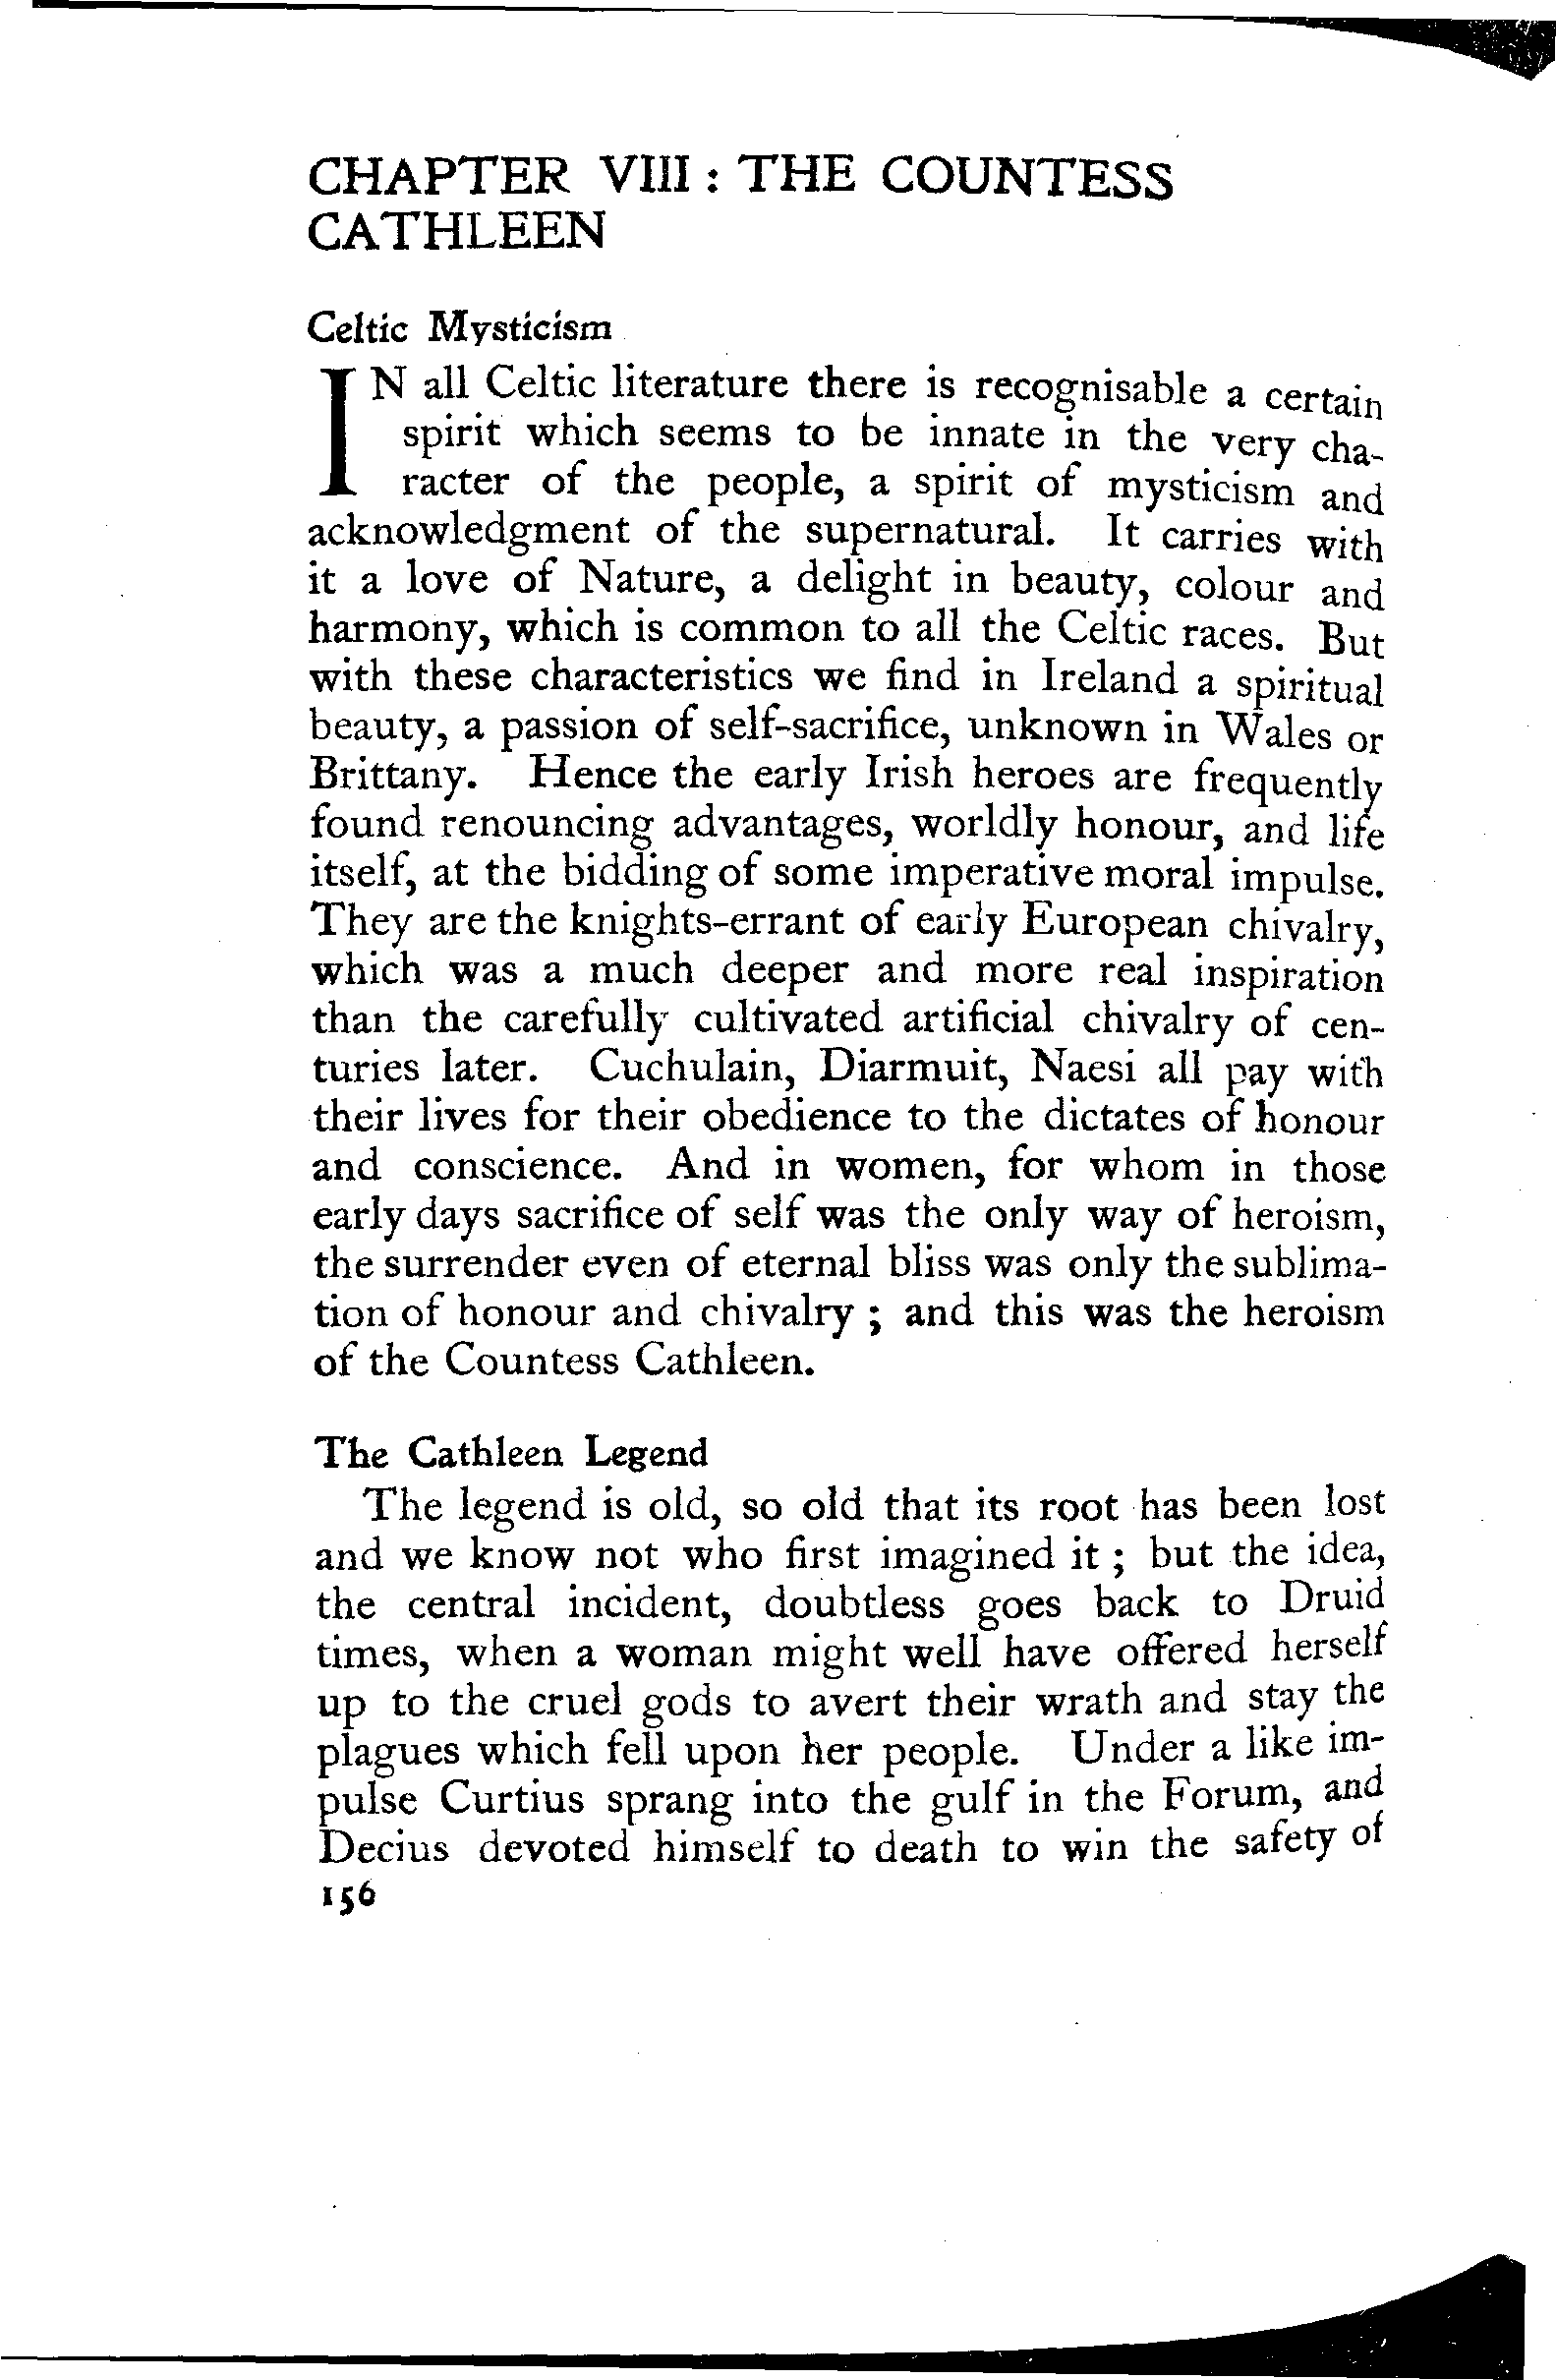 CHAPTER VIII : THE COUNTESS
CATHLEEN
Celtic Mysticism
IN all Celtic literature there is recognisable a certain
spirit which seems to be innate in the very cha-
racter of the people, a spirit of mysticism and
acknowledgment of the supernatural. It carries with
it a love of Nature, a delight in beauty, colour and
harmony, which is common to all the Celtic races. But
with these characteristics we find in Ireland a spiritual
beauty, a passion of self-sacrifice, unknown in Wales or
Brittany. Hence the early Irish heroes are frequently
found renouncing advantages, worldly honour, and life
itself, at the bidding of some imperative moral impulse.
They are the knights-errant of early European chivalry,
which was a much deeper and more real inspiration
than the carefully cultivated artificial chivalry of cen-
turies later. Cuchulain, Diarmuit, Naesi all pay with
their lives for their obedience to the dictates of honour
and conscience. And in women, for whom in those
early days sacrifice of self was the only way of heroism,
the surrender even of eternal bliss was only the sublima-
tion of honour and chivalry ; and this was the heroism
of the Countess Cathleen.
The Cathleen Legend
The legend is old, so old that its root has been lost
and we know not who first imagined it ; but the idea,
the central incident, doubtless goes back to Druid
times, when a woman might well have offered herself
up to the cruel gods to avert their wrath and stay the
plagues which fell upon her people. Under a like im-
pulse Curtius sprang into the gulf in the Forum, and
Decius devoted himself to death to win the safety of
156